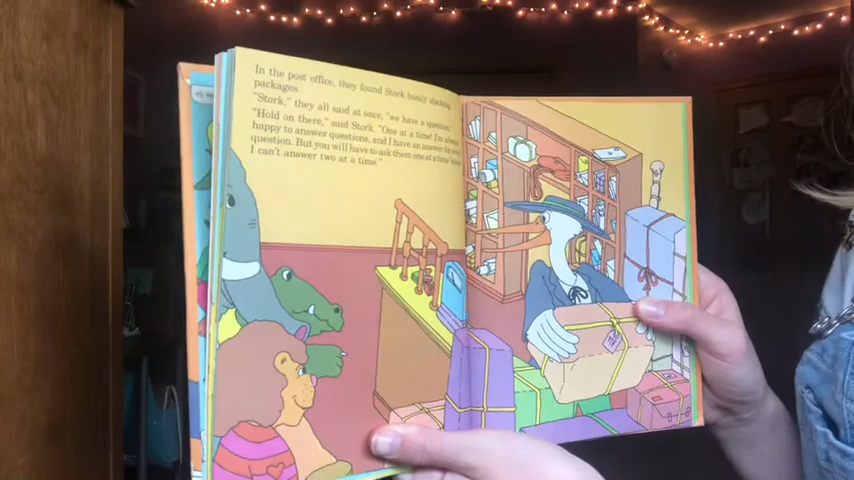 In the post office, they found Stork busily stacking
packages.
"Stork," they all said at once, "we have a question."
"Hold on there," said Stork. "One at a time! I'm always
happy to answer questions, and I have an answer for every
question. But you will have to ask them one at a time
I can't answer two at a time."